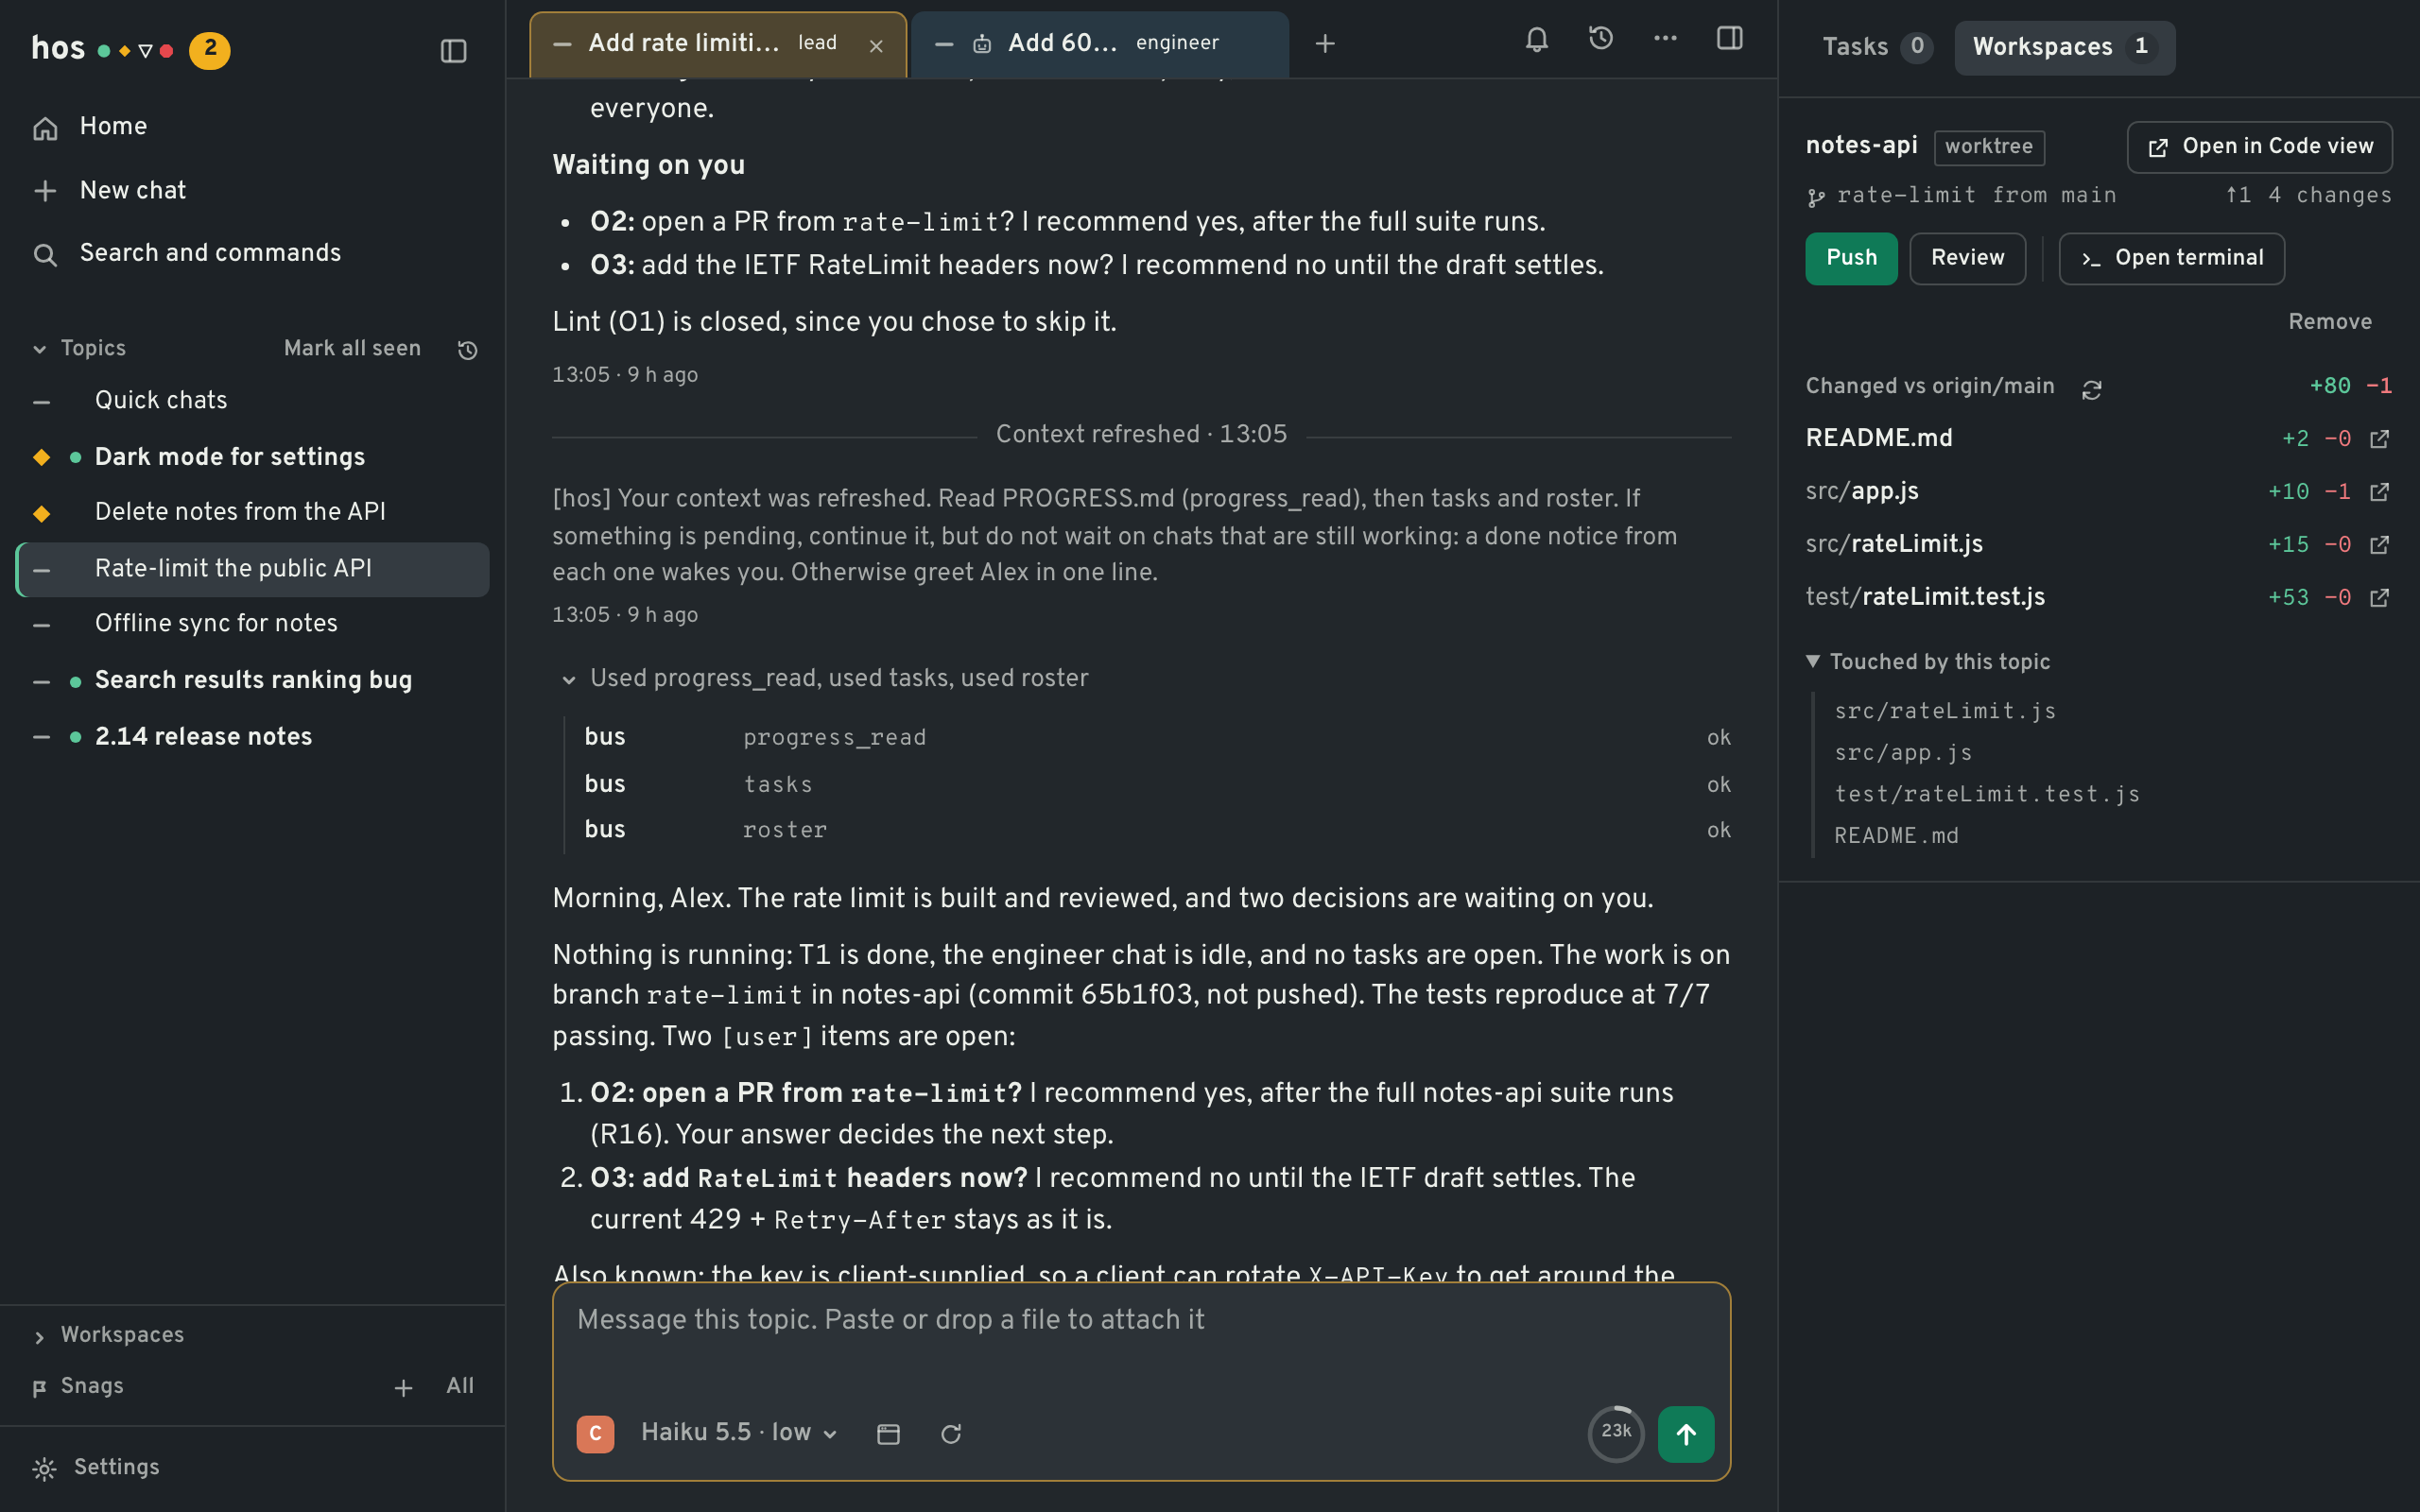 hos 2
Home
New chat
Search and commands
Topics Mark all seen
Quick chats
Dark mode for settings
Delete notes from the API
Rate-limit the public API
Offline sync for notes
Search results ranking bug
2.14 release notes
Workspaces
Snags All
Settings
Add rate limiti... lead
Add 60... engineer
everyone.
Waiting on you
• O2: open a PR from rate-limit? I recommend yes, after the full suite runs.
• O3: add the IETF RateLimit headers now? I recommend no until the draft settles.
Lint (O1) is closed, since you chose to skip it.
13:05 · 9 h ago
Context refreshed · 13:05
[hos] Your context was refreshed. Read PROGRESS.md (progress_read), then tasks and roster. If
something is pending, continue it, but do not wait on chats that are still working: a done notice from
each one wakes you. Otherwise greet Alex in one line.
13:05 · 9 h ago
Used progress_read, used tasks, used roster
bus progress_read ok
bus tasks ok
bus roster ok
Morning, Alex. The rate limit is built and reviewed, and two decisions are waiting on you.
Nothing is running: T1 is done, the engineer chat is idle, and no tasks are open. The work is on
branch rate-limit in notes-api (commit 65b1f03, not pushed). The tests reproduce at 7/7
passing. Two [user] items are open:
1. O2: open a PR from rate-limit? I recommend yes, after the full notes-api suite runs
(R16). Your answer decides the next step.
2. O3: add RateLimit headers now? I recommend no until the IETF draft settles. The
current 429 + Retry-After stays as it is.
Also known: the key is client-supplied, so a client can rotate X-API-Key to get around the
Message this topic. Paste or drop a file to attach it
C Haiku 5.5 · low 23k
Tasks 0 Workspaces 1
notes-api worktree Open in Code view
rate-limit from main ↑1 4 changes
Push Review Open terminal
Remove
Changed vs origin/main +80 −1
README.md +2 −0
src/app.js +10 −1
src/rateLimit.js +15 −0
test/rateLimit.test.js +53 −0
Touched by this topic
src/rateLimit.js
src/app.js
test/rateLimit.test.js
README.md